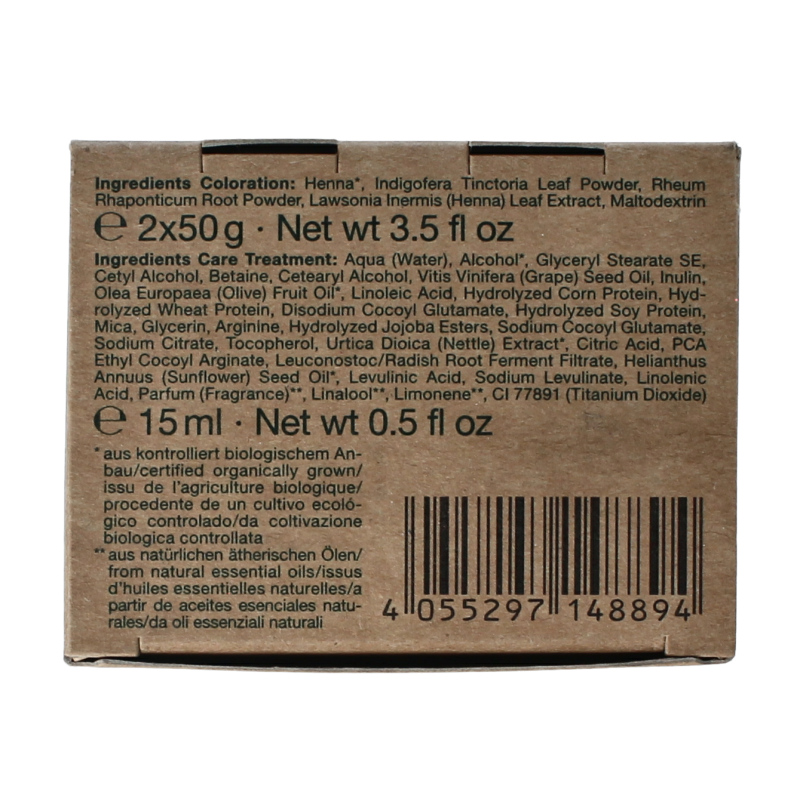 Ingredients Coloration: Henna*, Indigofera Tinctoria Leaf Powder, Rheum
Rhaponticum Root Powder, Lawsonia Inermis (Henna) Leaf Extract, Maltodextrin
℮ 2x50g · Net wt 3.5 fl oz
Ingredients Care Treatment: Aqua (Water), Alcohol*, Glyceryl Stearate SE,
Cetyl Alcohol, Betaine, Cetearyl Alcohol, Vitis Vinifera (Grape) Seed Oil, Inulin,
Olea Europaea (Olive) Fruit Oil*, Linoleic Acid, Hydrolyzed Corn Protein, Hyd-
rolyzed Wheat Protein, Disodium Cocoyl Glutamate, Hydrolyzed Soy Protein,
Mica, Glycerin, Arginine, Hydrolyzed Jojoba Esters, Sodium Cocoyl Glutamate,
Sodium Citrate, Tocopherol, Urtica Dioica (Nettle) Extract*, Citric Acid, PCA
Ethyl Cocoyl Arginate, Leuconostoc/Radish Root Ferment Filtrate, Helianthus
Annuus (Sunflower) Seed Oil*, Levulinic Acid, Sodium Levulinate, Linolenic
Acid, Parfum (Fragrance)**, Linalool**, Limonene**, CI 77891 (Titanium Dioxide)
℮ 15ml · Net wt 0.5 fl oz
* aus kontrolliert biologischem An-
bau/certified organically grown/
issu de l'agriculture biologique/
procedente de un cultivo ecoló-
gico controlado/da coltivazione
biologica controllata
** aus natürlichen ätherischen Ölen/
from natural essential oils/issus
d'huiles essentielles naturelles/a
partir de aceites esenciales natu-
rales/da oli essenziali naturali
4 055297 148894